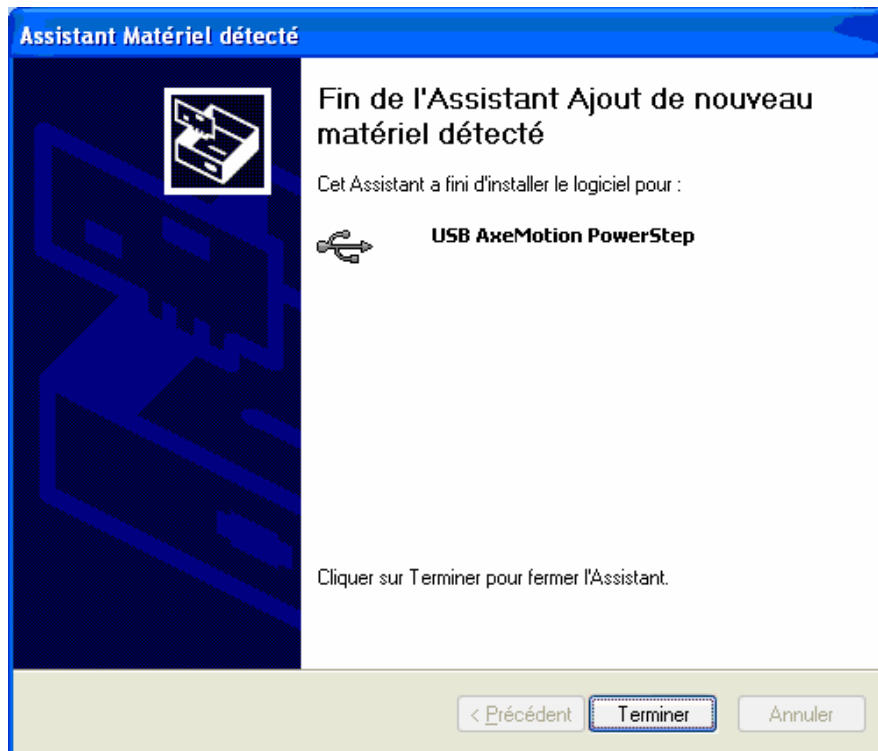 Assistant Matériel détecté
Fin de l'Assistant Ajout de nouveau
matériel détecté
Cet Assistant a fini d'installer le logiciel pour :
USB AxeMotion PowerStep
Cliquer sur Terminer pour fermer l'Assistant.
< Précédent Terminer Annuler